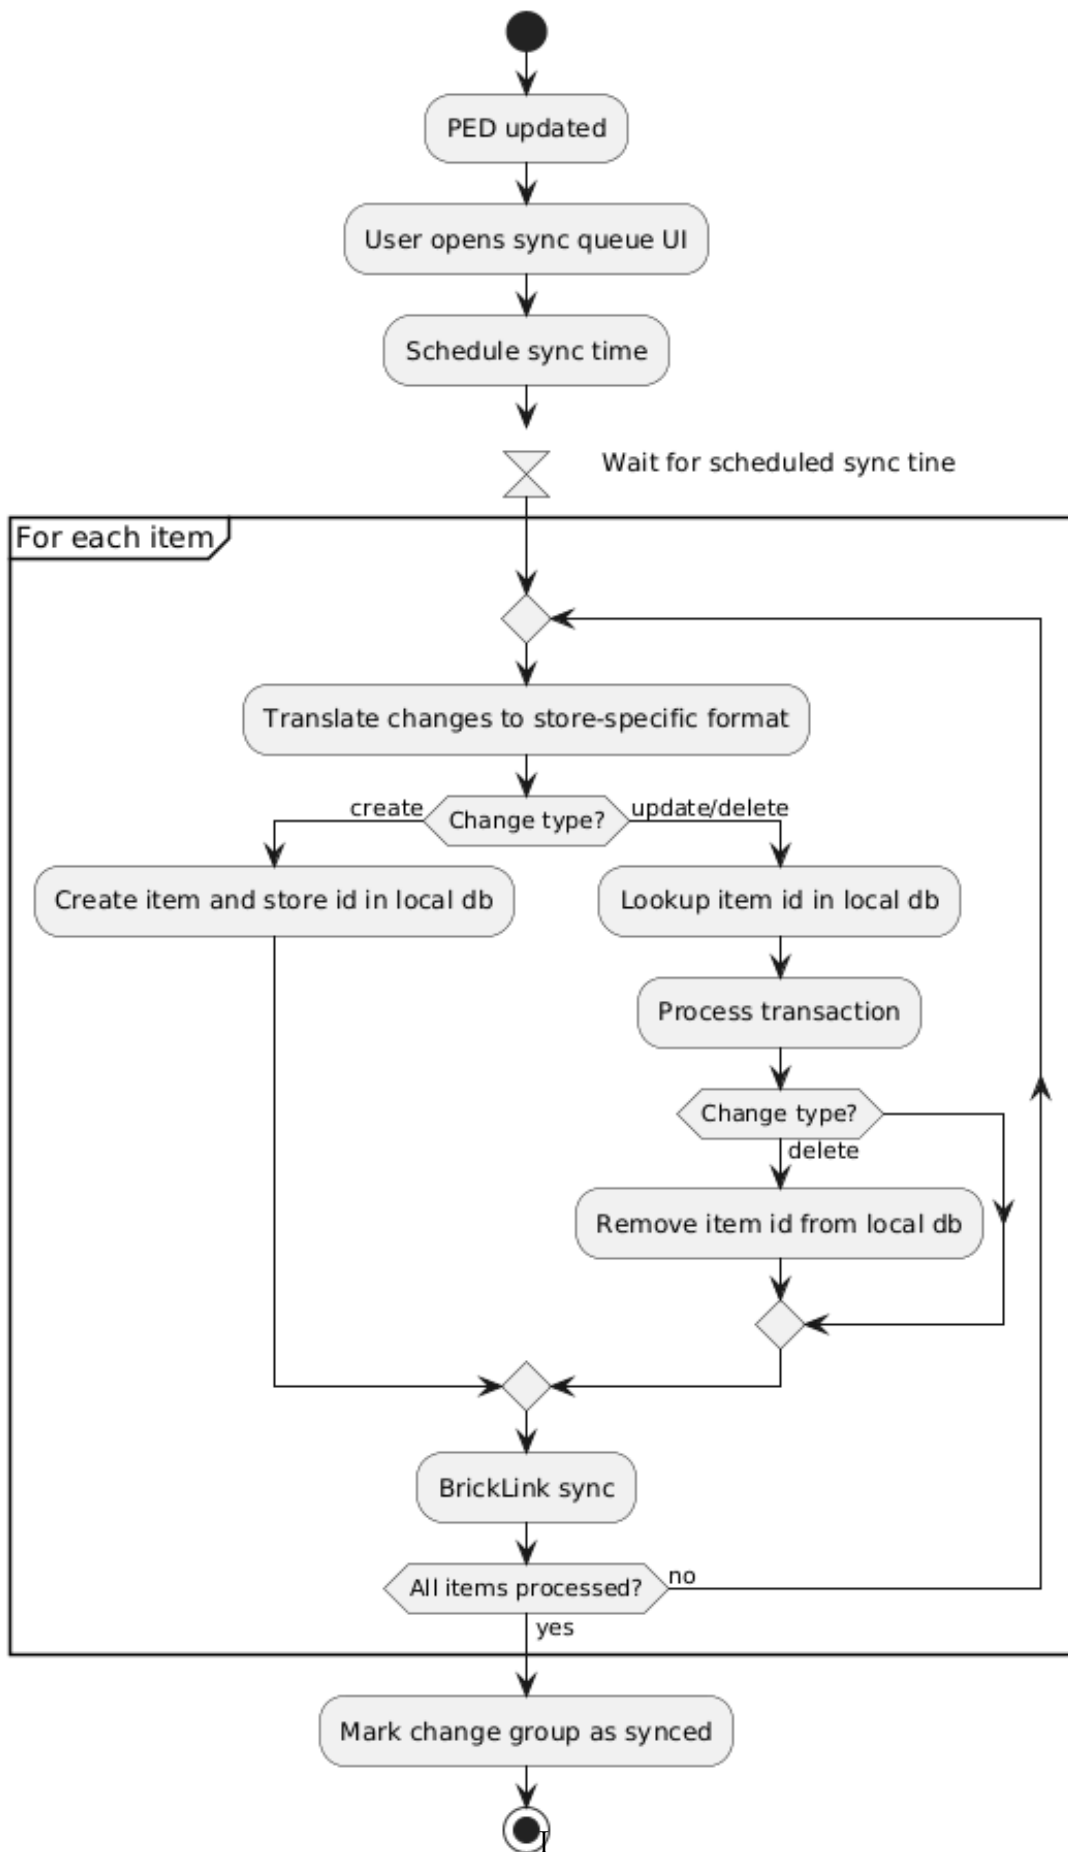 PED updated
User opens sync queue UI
Schedule sync time
Wait for scheduled sync tine
For each item
Translate changes to store-specific format
create
Change type?
update/delete
Create item and store id in local db
Lookup item id in local db
Process transaction
Change type?
delete
Remove item id from local db
BrickLink sync
All items processed?
no
yes
Mark change group as synced